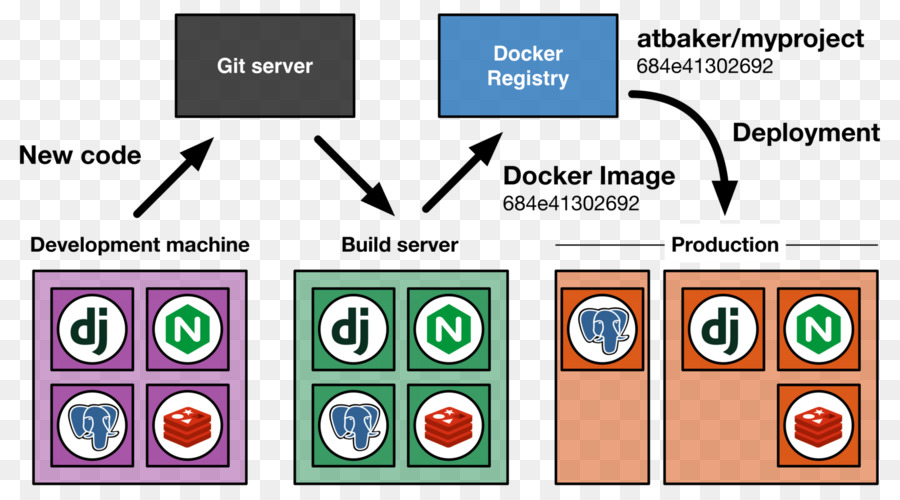 Git server
Docker
Registry
atbaker/myproject
684e41302692
New code
Deployment
Docker Image
684e41302692
Development machine
Build server
Production
dj
N
dj
N
dj
N